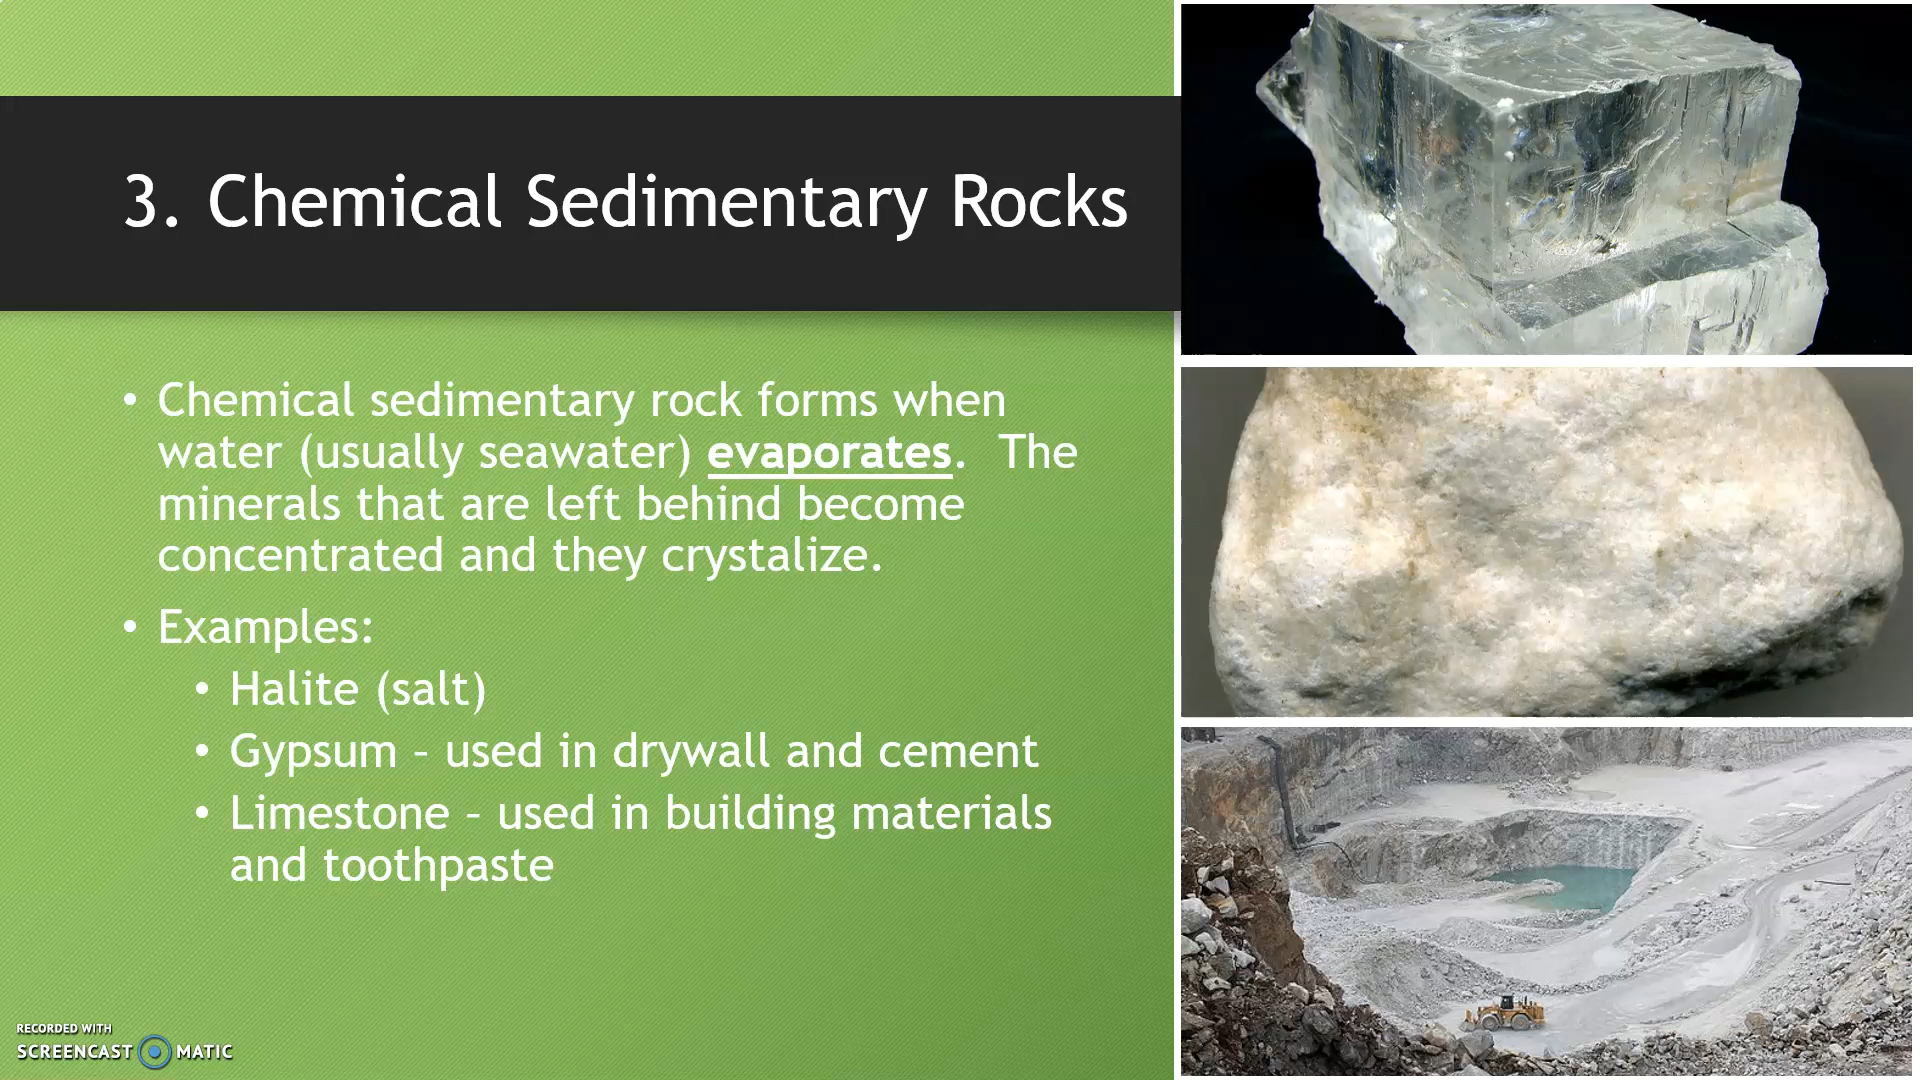 3. Chemical Sedimentary Rocks
• Chemical sedimentary rock forms when
water (usually seawater) evaporates.  The
minerals that are left behind become
concentrated and they crystalize.
• Examples:
• Halite (salt)
• Gypsum – used in drywall and cement
• Limestone – used in building materials
and toothpaste
RECORDED WITH
SCREENCAST MATIC